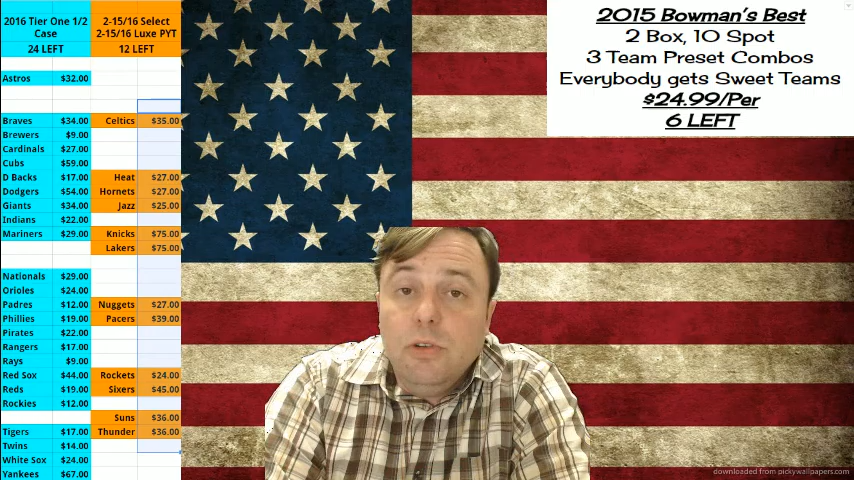 2016 Tier One 1/2
Case
24 LEFT
Astros $32.00
Braves $34.00
Brewers $9.00
Cardinals $27.00
Cubs $59.00
D Backs $17.00
Dodgers $54.00
Giants $34.00
Indians $22.00
Mariners $29.00
Nationals $29.00
Orioles $24.00
Padres $12.00
Phillies $19.00
Pirates $22.00
Rangers $17.00
Rays $9.00
Red Sox $44.00
Reds $19.00
Rockies $12.00
Tigers $17.00
Twins $14.00
White Sox $24.00
Yankees $67.00
2-15/16 Select
2-15/16 Luxe PYT
12 LEFT
Celtics $35.00
Heat $27.00
Hornets $27.00
Jazz $25.00
Knicks $75.00
Lakers $75.00
Nuggets $27.00
Pacers $39.00
Rockets $24.00
Sixers $45.00
Suns $36.00
Thunder $36.00
2015 Bowman's Best
2 Box, 10 Spot
3 Team Preset Combos
Everybody gets Sweet Teams
$24.99/Per
6 LEFT
downloaded from pickywallpapers.com